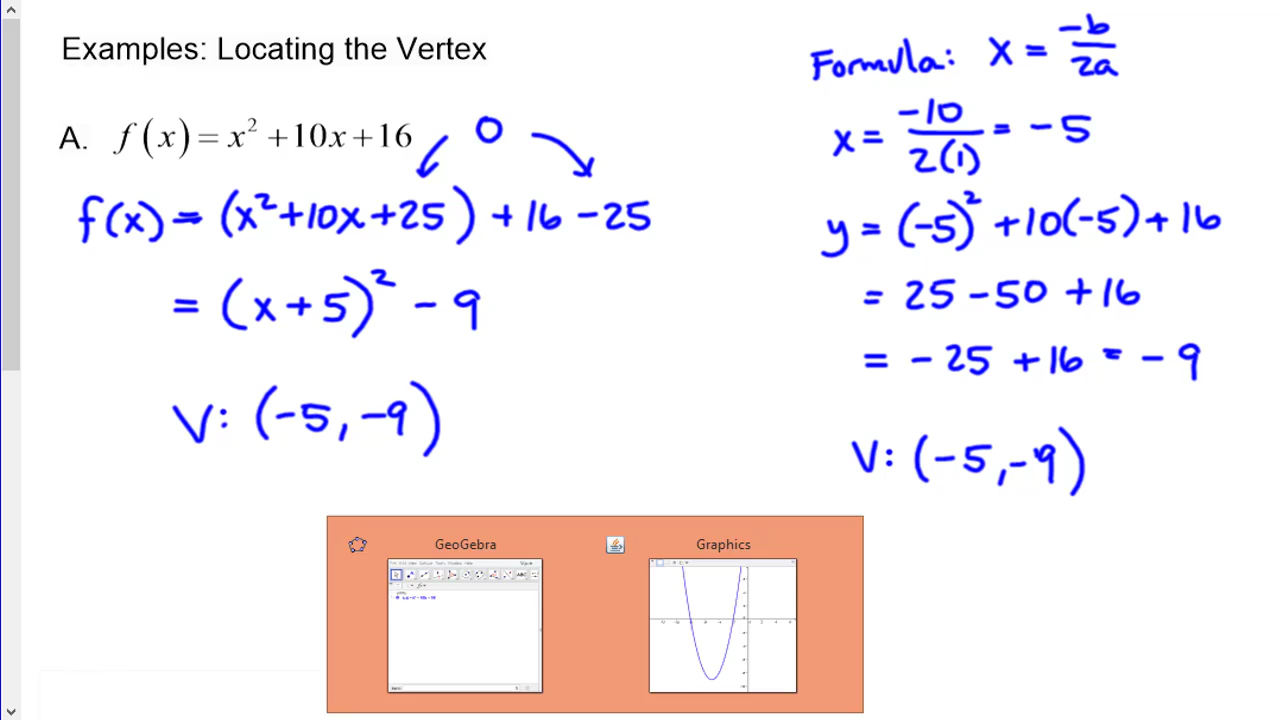 Examples: Locating the Vertex
A. f(x) = x² + 10x + 16
0
f(x) = (x² + 10x + 25) + 16 - 25
= (x + 5)² - 9
V: (-5, -9)
Formula: x = -b/2a
x = -10/2(1) = -5
y = (-5)² + 10(-5) + 16
= 25 - 50 + 16
= -25 + 16 = -9
V: (-5, -9)
GeoGebra
Graphics